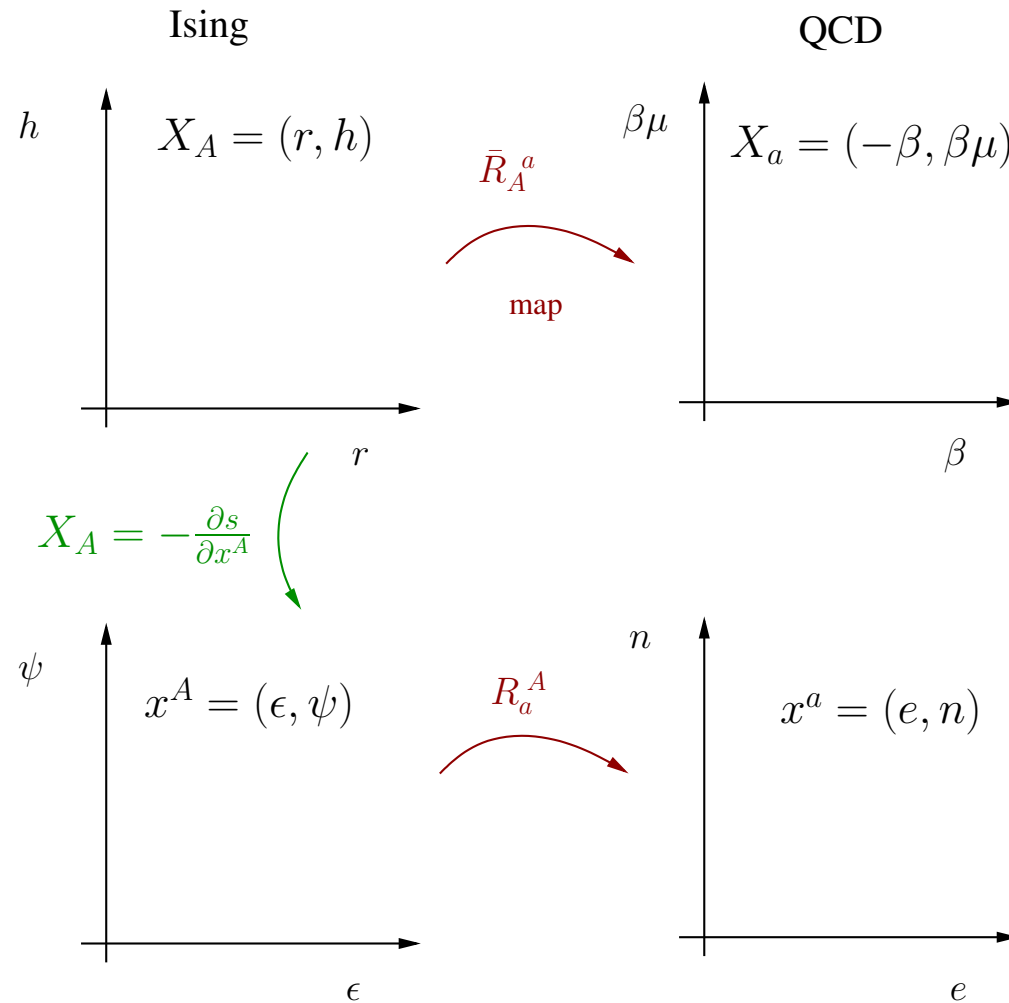 Ising
QCD
h
X_A = (r, h)
R̄_A^a
map
βμ
X_a = (−β, βμ)
r
β
X_A = −∂s/∂x^A
ψ
x^A = (ϵ, ψ)
R_a^A
n
x^a = (e, n)
ϵ
e